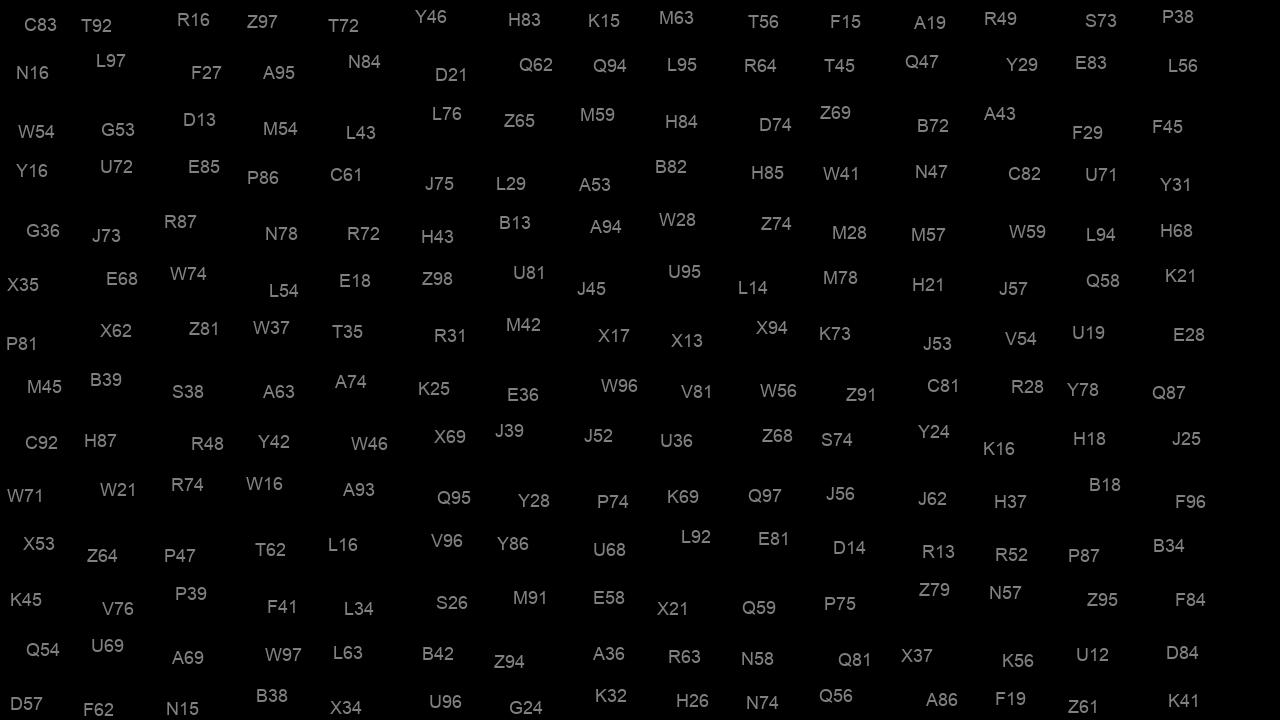 C83 T92 R16 Z97 T72 Y46 H83 K15 M63 T56 F15 A19 R49 S73 P38
N16 L97 F27 A95 N84 D21 Q62 Q94 L95 R64 T45 Q47 Y29 E83 L56
W54 G53 D13 M54 L43 L76 Z65 M59 H84 D74 Z69 B72 A43 F29 F45
Y16 U72 E85 P86 C61 J75 L29 A53 B82 H85 W41 N47 C82 U71 Y31
G36 J73 R87 N78 R72 H43 B13 A94 W28 Z74 M28 M57 W59 L94 H68
X35 E68 W74 L54 E18 Z98 U81 J45 U95 L14 M78 H21 J57 Q58 K21
P81 X62 Z81 W37 T35 R31 M42 X17 X13 X94 K73 J53 V54 U19 E28
M45 B39 S38 A63 A74 K25 E36 W96 V81 W56 Z91 C81 R28 Y78 Q87
C92 H87 R48 Y42 W46 X69 J39 J52 U36 Z68 S74 Y24 K16 H18 J25
W71 W21 R74 W16 A93 Q95 Y28 P74 K69 Q97 J56 J62 H37 B18 F96
X53 Z64 P47 T62 L16 V96 Y86 U68 L92 E81 D14 R13 R52 P87 B34
K45 V76 P39 F41 L34 S26 M91 E58 X21 Q59 P75 Z79 N57 Z95 F84
Q54 U69 A69 W97 L63 B42 Z94 A36 R63 N58 Q81 X37 K56 U12 D84
D57 F62 N15 B38 X34 U96 G24 K32 H26 N74 Q56 A86 F19 Z61 K41